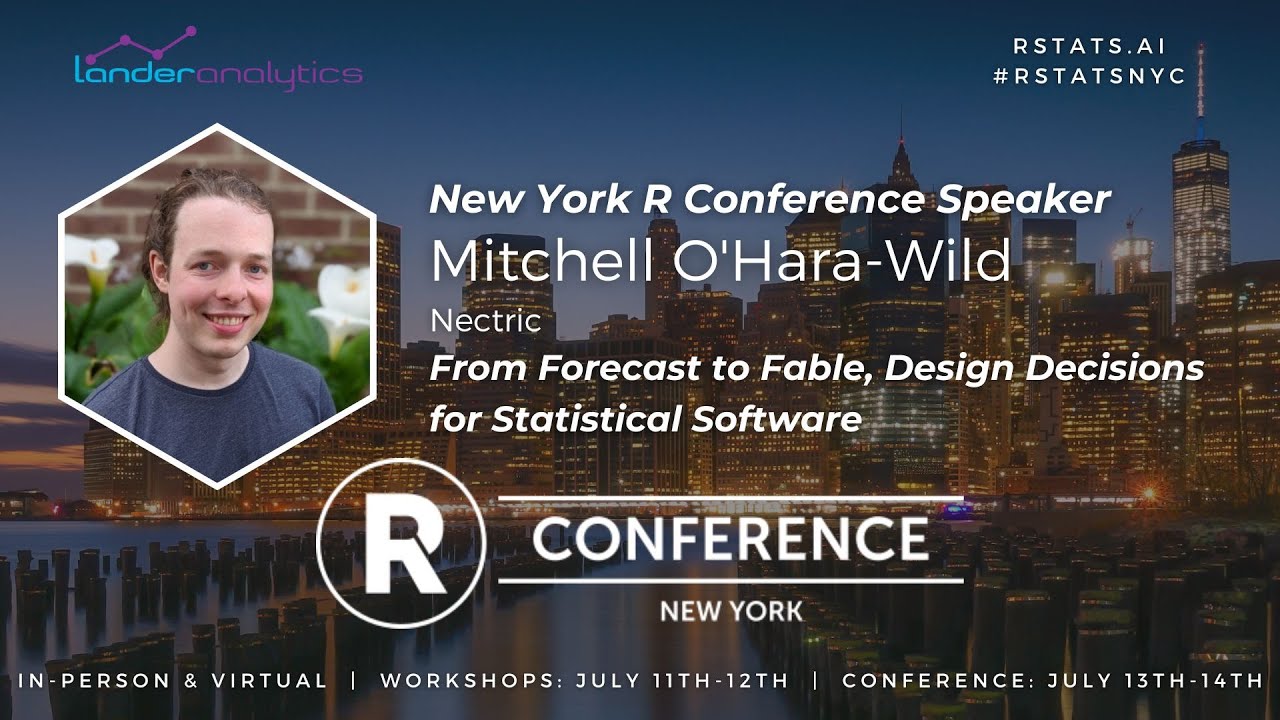 landeranalytics
RSTATS.AI
#RSTATSNYC
New York R Conference Speaker
Mitchell O'Hara-Wild
Nectric
From Forecast to Fable, Design Decisions
for Statistical Software
R CONFERENCE
NEW YORK
IN-PERSON & VIRTUAL | WORKSHOPS: JULY 11TH-12TH | CONFERENCE: JULY 13TH-14TH